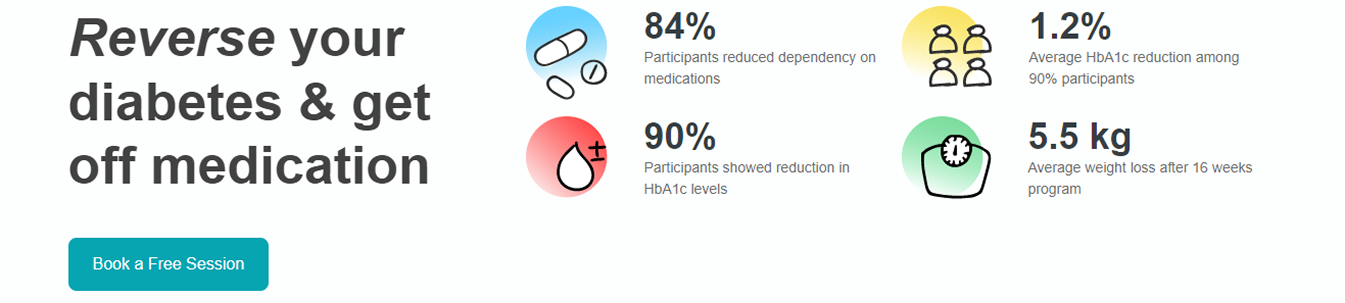 Reverse your
diabetes & get
off medication
Book a Free Session
84%
Participants reduced dependency on
medications
1.2%
Average HbA1c reduction among
90% participants
90%
Participants showed reduction in
HbA1c levels
5.5 kg
Average weight loss after 16 weeks
program